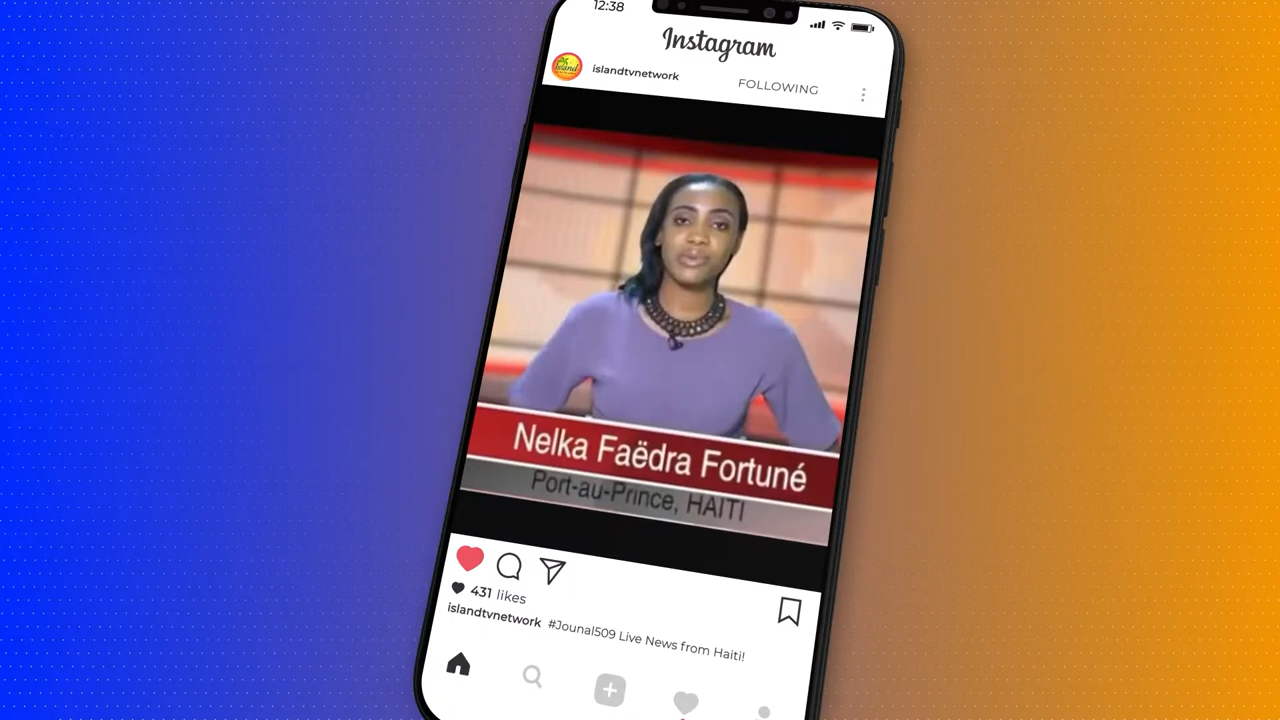 12:38
Instagram
Island
islandtvnetwork
FOLLOWING
Nelka Faëdra Fortuné
Port-au-Prince, HAITI
431 likes
islandtvnetwork #Jounal509 Live News from Haiti!